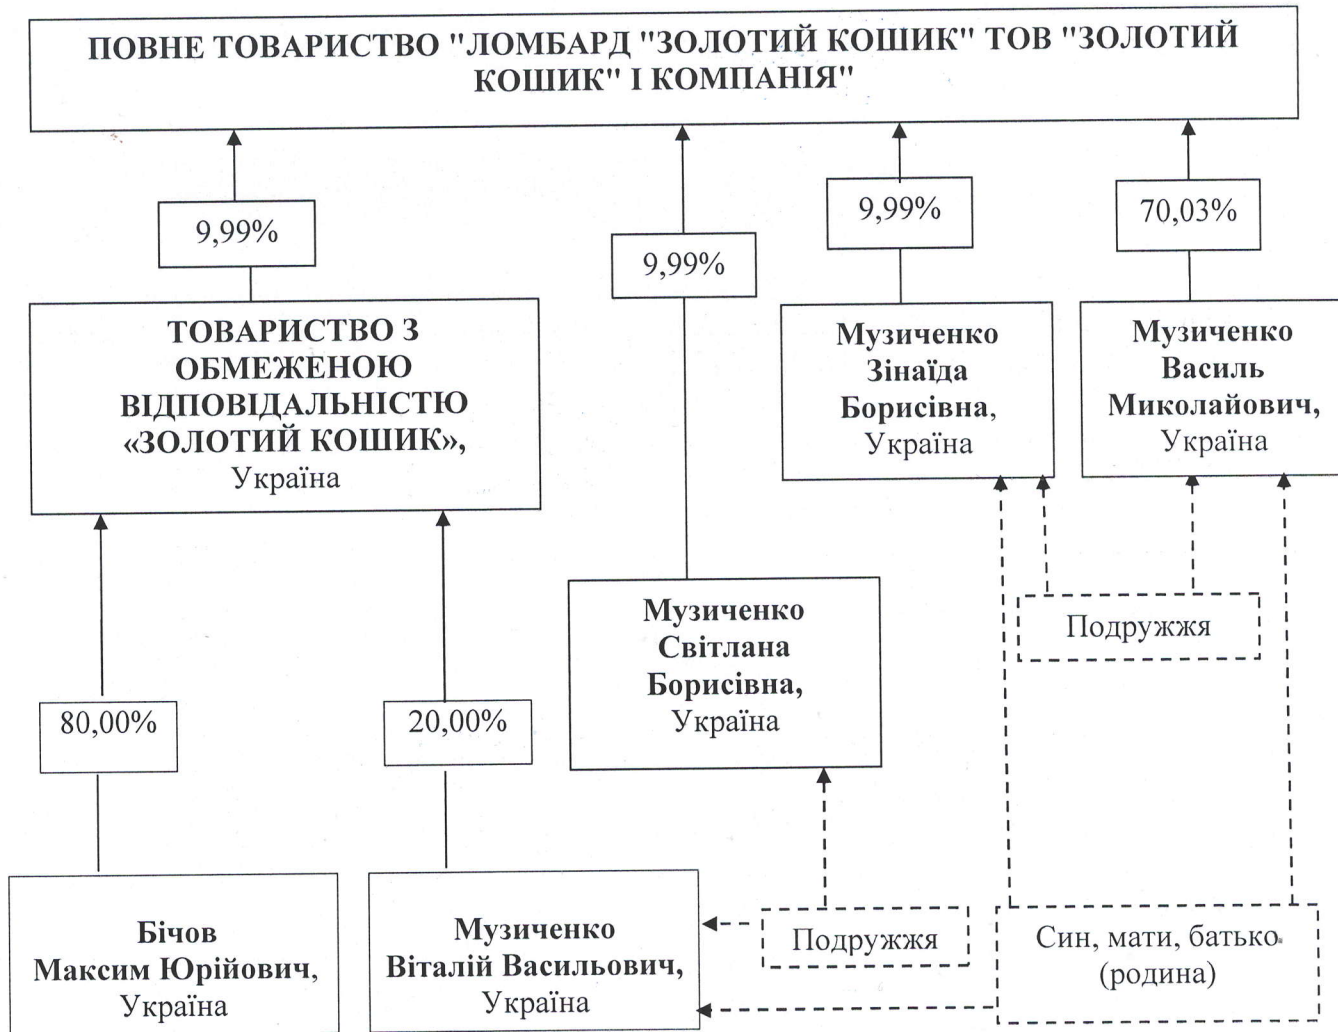 ПОВНЕ ТОВАРИСТВО "ЛОМБАРД "ЗОЛОТИЙ КОШИК" ТОВ "ЗОЛОТИЙ
КОШИК" І КОМПАНІЯ"
9,99%
9,99%
9,99%
70,03%
ТОВАРИСТВО З
ОБМЕЖЕНОЮ
ВІДПОВІДАЛЬНІСТЮ
«ЗОЛОТИЙ КОШИК»,
Україна
Музиченко
Зінаїда
Борисівна,
Україна
Музиченко
Василь
Миколайович,
Україна
Музиченко
Світлана
Борисівна,
Україна
Подружжя
80,00%
20,00%
Бічов
Максим Юрійович,
Україна
Музиченко
Віталій Васильович,
Україна
Подружжя
Син, мати, батько
(родина)